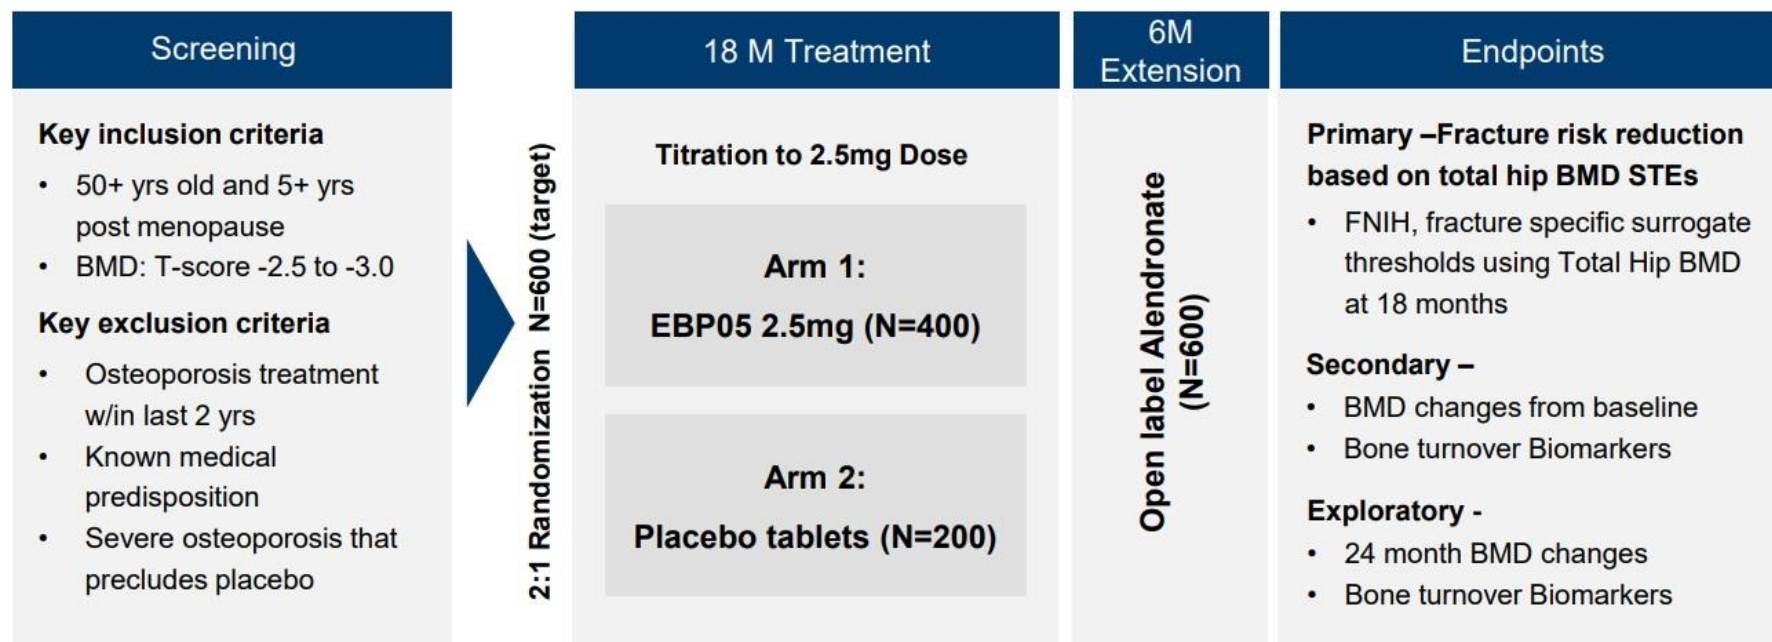 Screening
Key inclusion criteria
• 50+ yrs old and 5+ yrs
post menopause
• BMD: T-score -2.5 to -3.0
Key exclusion criteria
• Osteoporosis treatment
w/in last 2 yrs
• Known medical
predisposition
• Severe osteoporosis that
precludes placebo
2:1 Randomization N=600 (target)
18 M Treatment
Titration to 2.5mg Dose
Arm 1:
EBP05 2.5mg (N=400)
Arm 2:
Placebo tablets (N=200)
6M
Extension
Open label Alendronate
(N=600)
Endpoints
Primary –Fracture risk reduction
based on total hip BMD STEs
• FNIH, fracture specific surrogate
thresholds using Total Hip BMD
at 18 months
Secondary –
• BMD changes from baseline
• Bone turnover Biomarkers
Exploratory -
• 24 month BMD changes
• Bone turnover Biomarkers